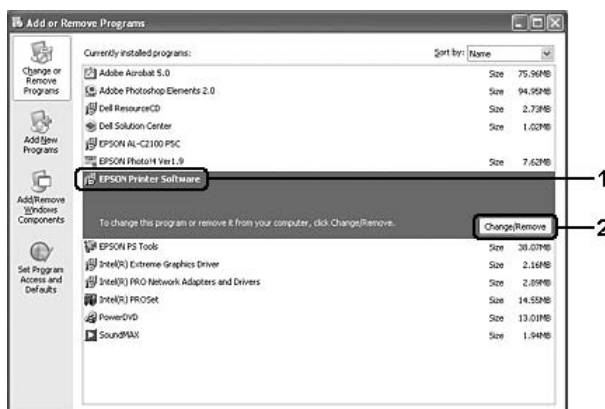 Add or Remove Programs
Change or
Remove
Programs
Add New
Programs
Add/Remove
Windows
Components
Set Program
Access and
Defaults
Currently installed programs: Sort by: Name
Adobe Acrobat 5.0 Size 75.96MB
Adobe Photoshop Elements 2.0 Size 94.95MB
Dell ResourceCD Size 2.73MB
Dell Solution Center Size 1.02MB
EPSON AL-C2100 PSC
EPSON PhotoH Ver1.9 Size 7.62MB
EPSON Printer Software 1
To change this program or remove it from your computer, click Change/Remove. Change/Remove 2
EPSON PS Tools Size 38.07MB
Intel(R) Extreme Graphics Driver Size 2.16MB
Intel(R) PRO Network Adapters and Drivers Size 2.89MB
Intel(R) PROSet Size 14.55MB
PowerDVD Size 13.01MB
SoundMAX Size 1.94MB